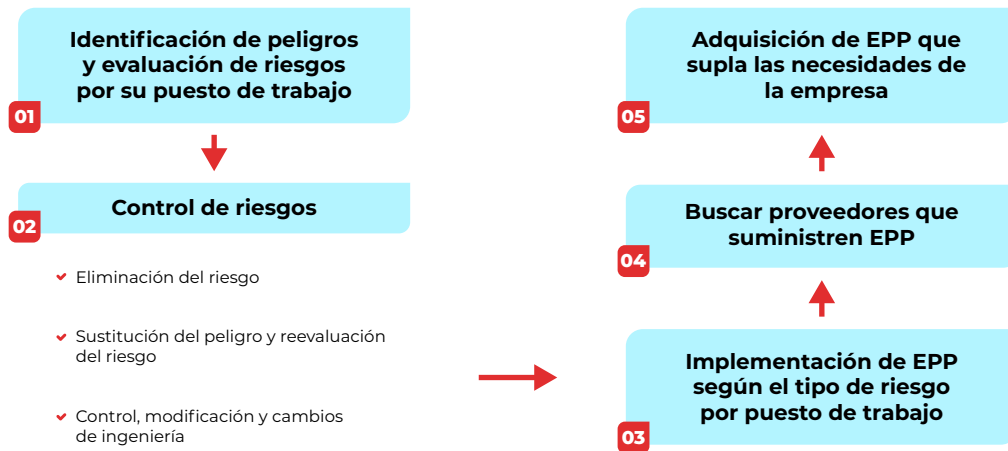 Identificación de peligros
y evaluación de riesgos
por su puesto de trabajo
01
Control de riesgos
02
Eliminación del riesgo
Sustitución del peligro y reevaluación
del riesgo
Control, modificación y cambios
de ingeniería
Implementación de EPP
según el tipo de riesgo
por puesto de trabajo
03
Buscar proveedores que
suministren EPP
04
Adquisición de EPP que
supla las necesidades de
la empresa
05